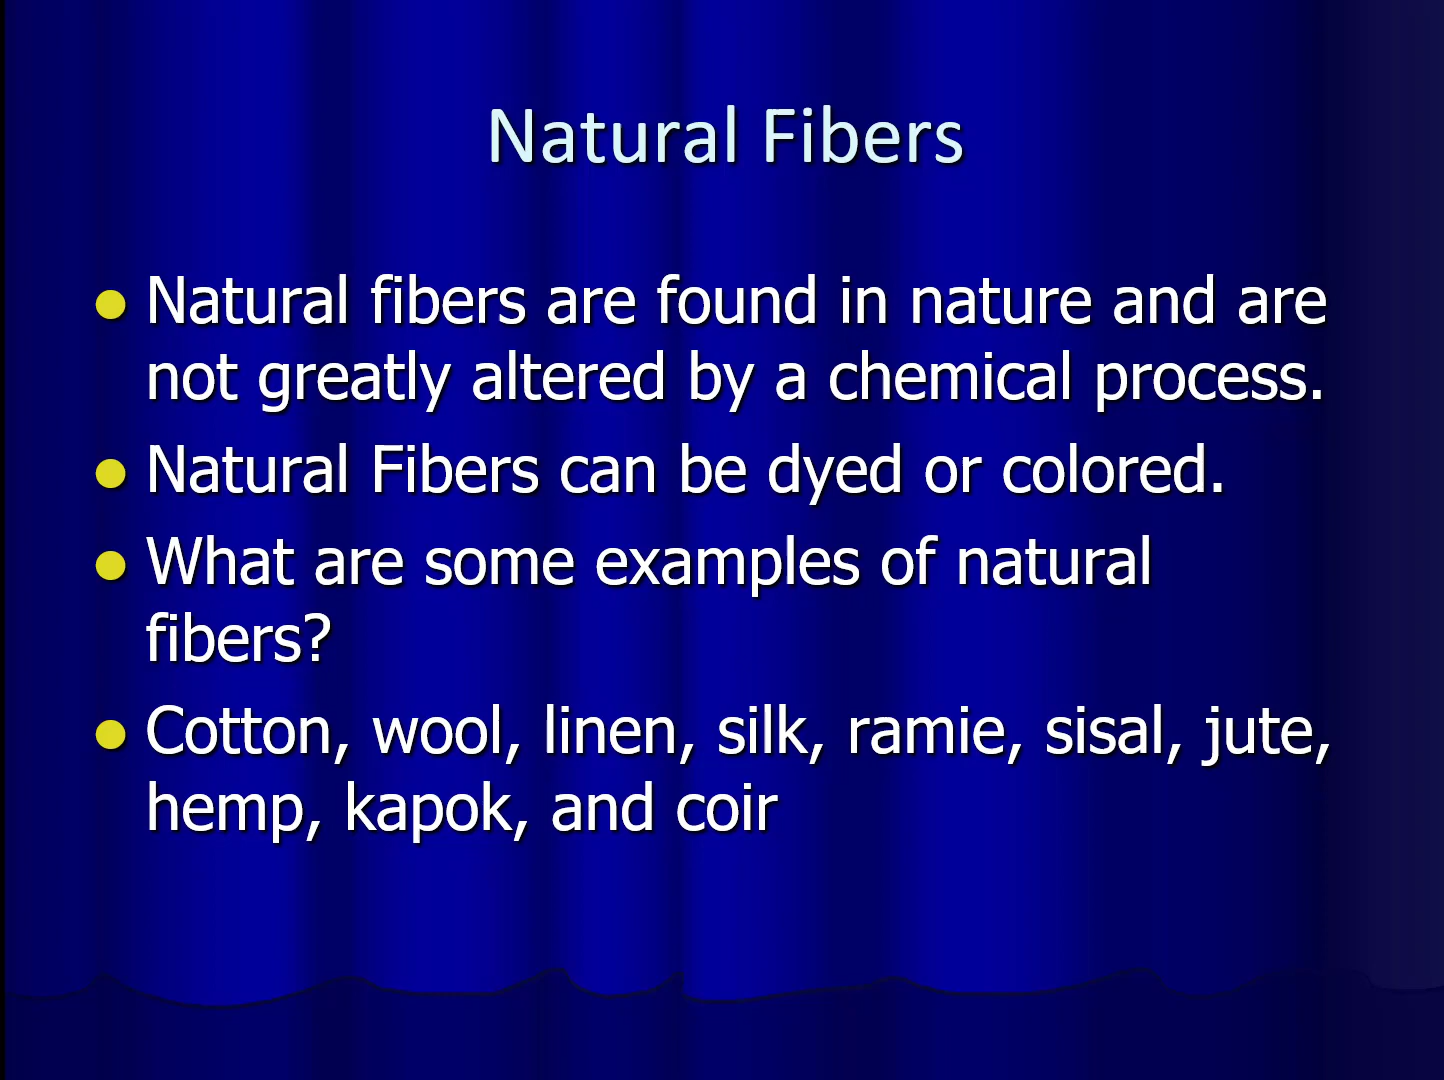 Natural Fibers
Natural fibers are found in nature and are
not greatly altered by a chemical process.
Natural Fibers can be dyed or colored.
What are some examples of natural
fibers?
Cotton, wool, linen, silk, ramie, sisal, jute,
hemp, kapok, and coir